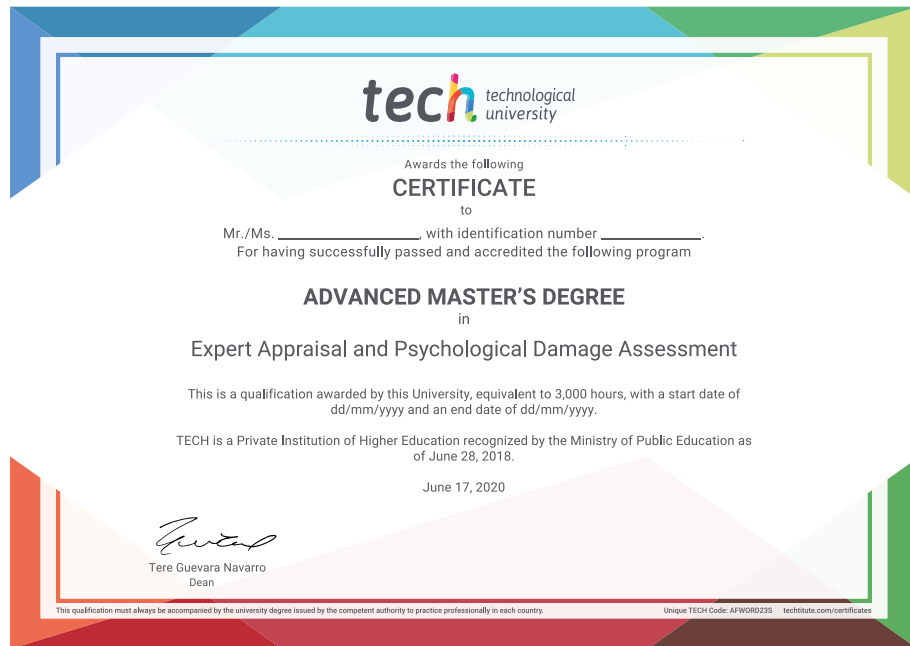 tech technological
university
Awards the following
CERTIFICATE
to
Mr./Ms. ____________________, with identification number ______________.
For having successfully passed and accredited the following program
ADVANCED MASTER'S DEGREE
in
Expert Appraisal and Psychological Damage Assessment
This is a qualification awarded by this University, equivalent to 3,000 hours, with a start date of
dd/mm/yyyy and an end date of dd/mm/yyyy.
TECH is a Private Institution of Higher Education recognized by the Ministry of Public Education as
of June 28, 2018.
June 17, 2020
Tere Guevara Navarro
Dean
This qualification must always be accompanied by the university degree issued by the competent authority to practice professionally in each country.
Unique TECH Code: AFWORD23S techtitute.com/certificates